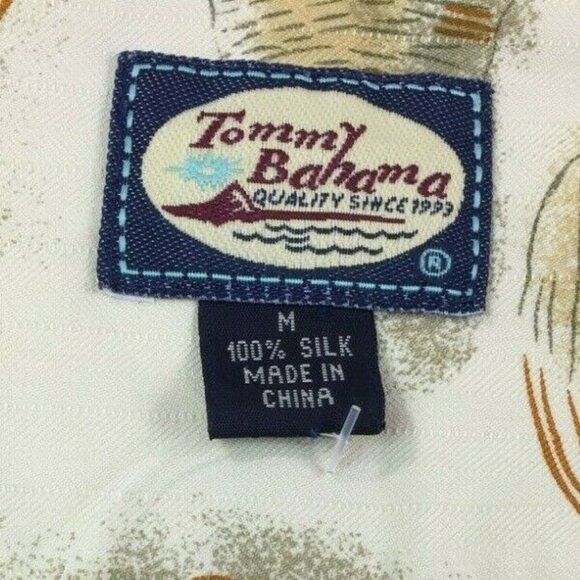 Tommy
Bahama
QUALITY SINCE 1993
®
M
100% SILK
MADE IN
CHINA